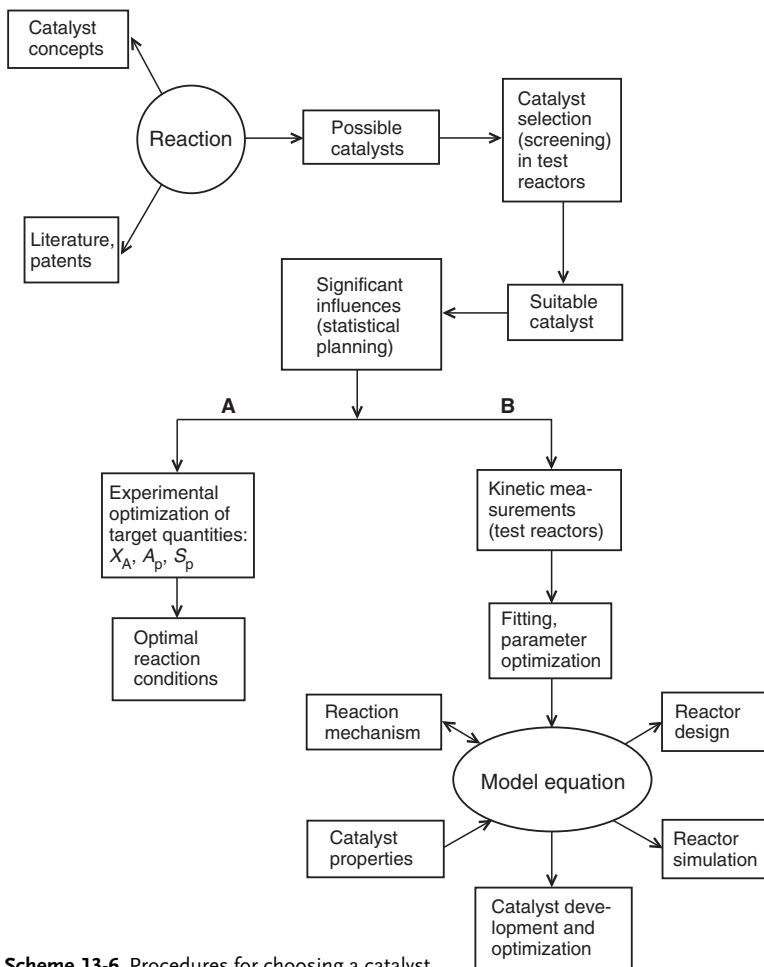 Catalyst
concepts
Reaction
Possible
catalysts
Catalyst
selection
(screening)
in test
reactors
Literature,
patents
Significant
influences
(statistical
planning)
Suitable
catalyst
A
B
Experimental
optimization of
target quantities:
X_A, A_p, S_p
Kinetic mea-
surements
(test reactors)
Optimal
reaction
conditions
Fitting,
parameter
optimization
Reaction
mechanism
Reactor
design
Model equation
Catalyst
properties
Reactor
simulation
Catalyst deve-
lopment and
optimization
Scheme 13-6 Procedures for choosing a catalyst